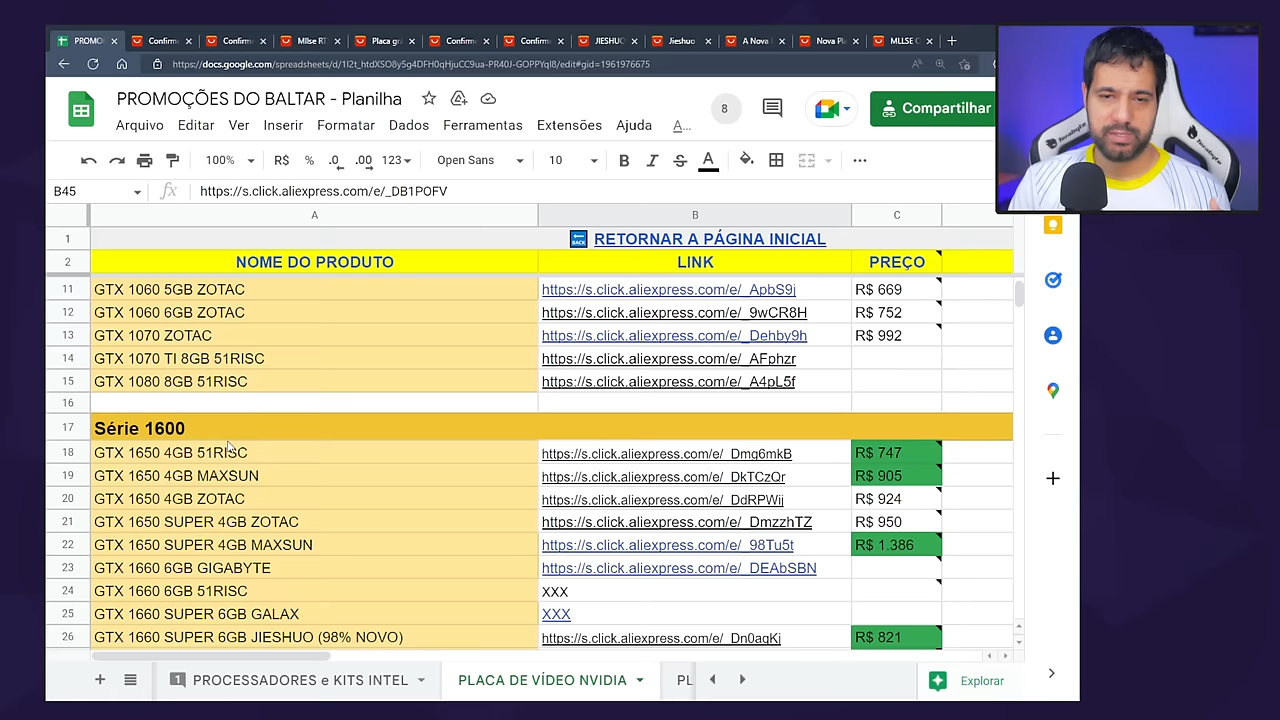 PROMO
Confirme
Confirm
Mllse RT
Placa gra
Confirme
Confirm
JIESHUO
Jieshuo
A Nova
Nova Pla
MLLSE C
https://docs.google.com/spreadsheets/d/1I2t_htdXSO8y5g4DFH0qHjuCC9ua-PR40J-GOPPYqI8/edit#gid=1961976675
PROMOÇÕES DO BALTAR - Planilha
8
Compartilhar
Arquivo Editar Ver Inserir Formatar Dados Ferramentas Extensões Ajuda A...
100% R$ % .0 .00 123 Open Sans 10 B I S A
B45 fx https://s.click.aliexpress.com/e/_DB1POFV
A B C
1 BACK RETORNAR A PÁGINA INICIAL
2 NOME DO PRODUTO LINK PREÇO
11 GTX 1060 5GB ZOTAC https://s.click.aliexpress.com/e/_ApbS9j R$ 669
12 GTX 1060 6GB ZOTAC https://s.click.aliexpress.com/e/_9wCR8H R$ 752
13 GTX 1070 ZOTAC https://s.click.aliexpress.com/e/_Dehby9h R$ 992
14 GTX 1070 TI 8GB 51RISC https://s.click.aliexpress.com/e/_AFphzr
15 GTX 1080 8GB 51RISC https://s.click.aliexpress.com/e/_A4pL5f
16
17 Série 1600
18 GTX 1650 4GB 51RISC https://s.click.aliexpress.com/e/_Dmq6mkB R$ 747
19 GTX 1650 4GB MAXSUN https://s.click.aliexpress.com/e/_DkTCzQr R$ 905
20 GTX 1650 4GB ZOTAC https://s.click.aliexpress.com/e/_DdRPWij R$ 924
21 GTX 1650 SUPER 4GB ZOTAC https://s.click.aliexpress.com/e/_DmzzhTZ R$ 950
22 GTX 1650 SUPER 4GB MAXSUN https://s.click.aliexpress.com/e/_98Tu5t R$ 1.386
23 GTX 1660 6GB GIGABYTE https://s.click.aliexpress.com/e/_DEAbSBN
24 GTX 1660 6GB 51RISC XXX
25 GTX 1660 SUPER 6GB GALAX XXX
26 GTX 1660 SUPER 6GB JIESHUO (98% NOVO) https://s.click.aliexpress.com/e/_Dn0aqKj R$ 821
1 PROCESSADORES e KITS INTEL PLACA DE VÍDEO NVIDIA PL Explorar